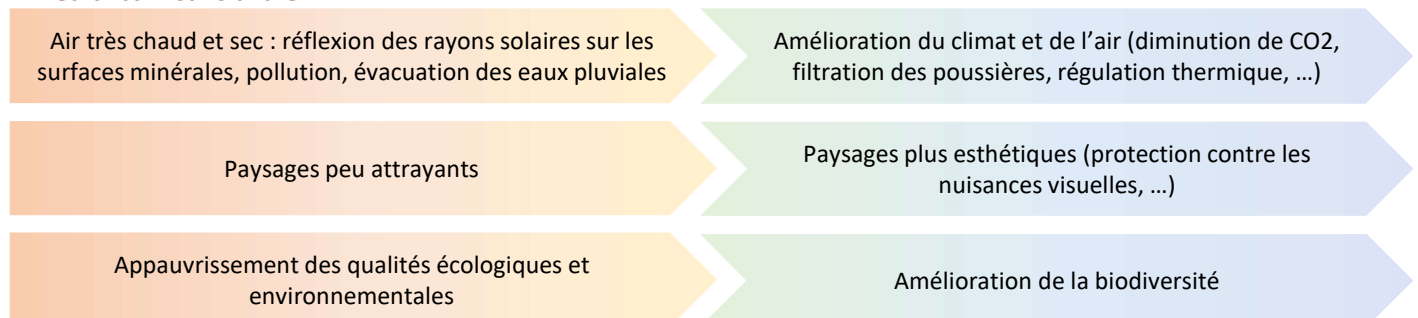 Air très chaud et sec : réflexion des rayons solaires sur les
surfaces minérales, pollution, évacuation des eaux pluviales
Amélioration du climat et de l’air (diminution de CO2,
filtration des poussières, régulation thermique, …)
Paysages peu attrayants
Paysages plus esthétiques (protection contre les
nuisances visuelles, …)
Appauvrissement des qualités écologiques et
environnementales
Amélioration de la biodiversité